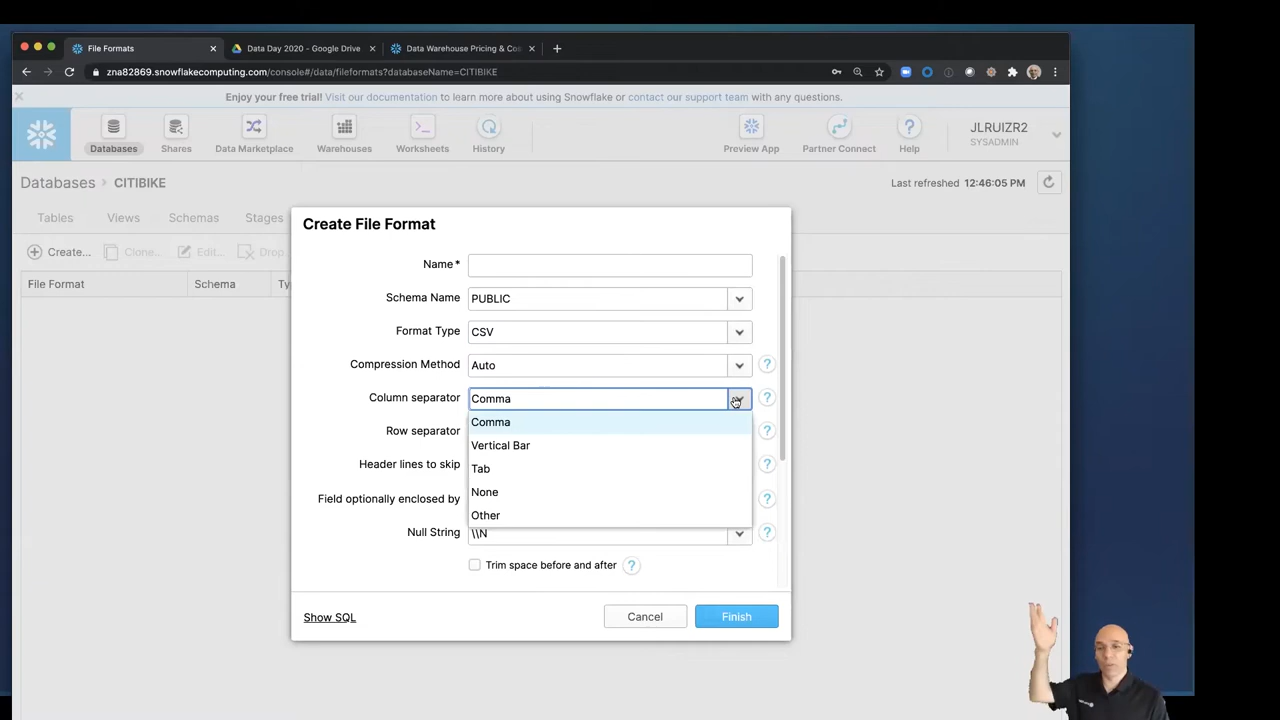 File Formats
Data Day 2020 - Google Drive
Data Warehouse Pricing & Co
zna82869.snowflakecomputing.com/console#/data/fileformats?databaseName=CITIBIKE
Enjoy your free trial! Visit our documentation to learn more about using Snowflake or contact our support team with any questions.
Databases
Shares
Data Marketplace
Warehouses
Worksheets
History
Preview App
Partner Connect
Help
JLRUIZR2
SYSADMIN
Databases > CITIBIKE
Last refreshed 12:46:05 PM
Tables
Views
Schemas
Stages
Create...
Clone...
Edit...
Drop
File Format
Schema
Ty
Create File Format
Name*
Schema Name PUBLIC
Format Type CSV
Compression Method Auto ?
Column separator Comma ?
Comma
Vertical Bar
Tab
None
Other
Row separator ?
Header lines to skip ?
Field optionally enclosed by ?
Null String \\N ?
Trim space before and after ?
Show SQL
Cancel
Finish